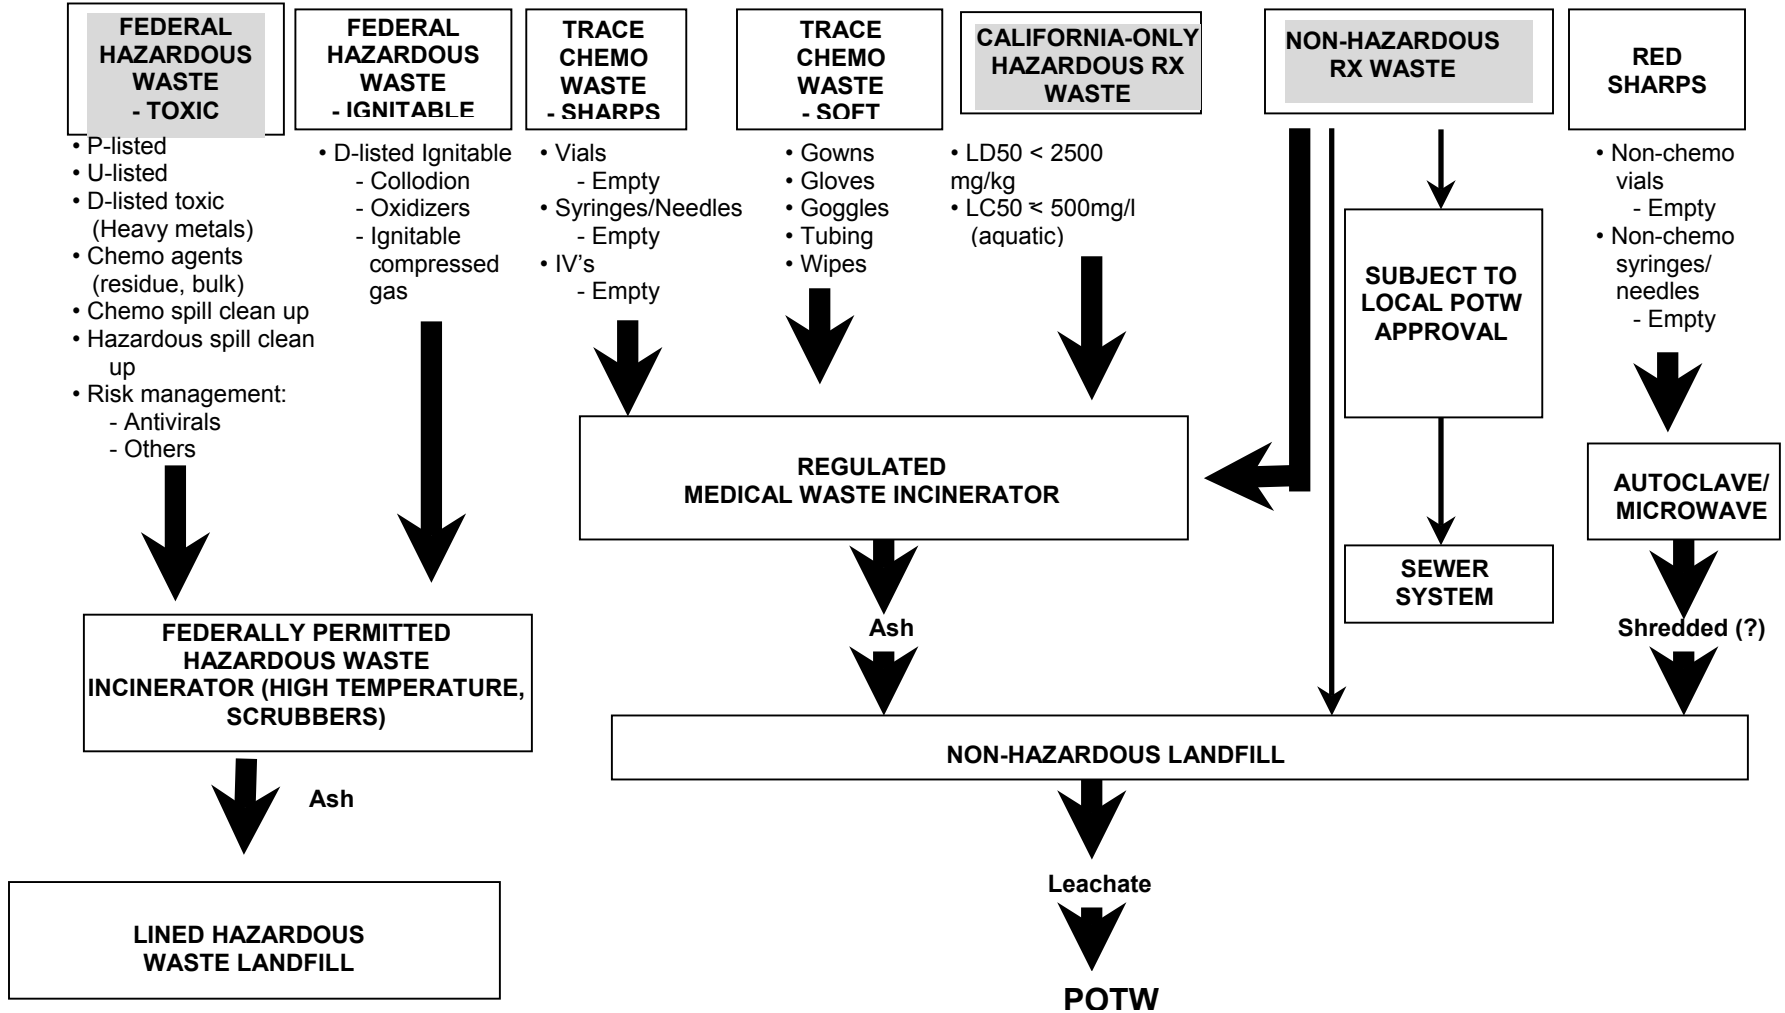 FEDERAL
HAZARDOUS
WASTE
- TOXIC
• P-listed
• U-listed
• D-listed toxic
(Heavy metals)
• Chemo agents
(residue, bulk)
• Chemo spill clean up
• Hazardous spill clean
up
• Risk management:
- Antivirals
- Others
FEDERAL
HAZARDOUS
WASTE
- IGNITABLE
• D-listed Ignitable
- Collodion
- Oxidizers
- Ignitable
compressed
gas
TRACE
CHEMO
WASTE
- SHARPS
• Vials
- Empty
• Syringes/Needles
- Empty
• IV’s
- Empty
TRACE
CHEMO
WASTE
- SOFT
• Gowns
• Gloves
• Goggles
• Tubing
• Wipes
CALIFORNIA-ONLY
HAZARDOUS RX
WASTE
• LD50 < 2500
mg/kg
• LC50 < 500mg/l
(aquatic)
NON-HAZARDOUS
RX WASTE
RED
SHARPS
• Non-chemo
vials
- Empty
• Non-chemo
syringes/
needles
- Empty
SUBJECT TO
LOCAL POTW
APPROVAL
REGULATED
MEDICAL WASTE INCINERATOR
AUTOCLAVE/
MICROWAVE
SEWER
SYSTEM
FEDERALLY PERMITTED
HAZARDOUS WASTE
INCINERATOR (HIGH TEMPERATURE,
SCRUBBERS)
Ash
Shredded (?)
NON-HAZARDOUS LANDFILL
Ash
Leachate
LINED HAZARDOUS
WASTE LANDFILL
POTW